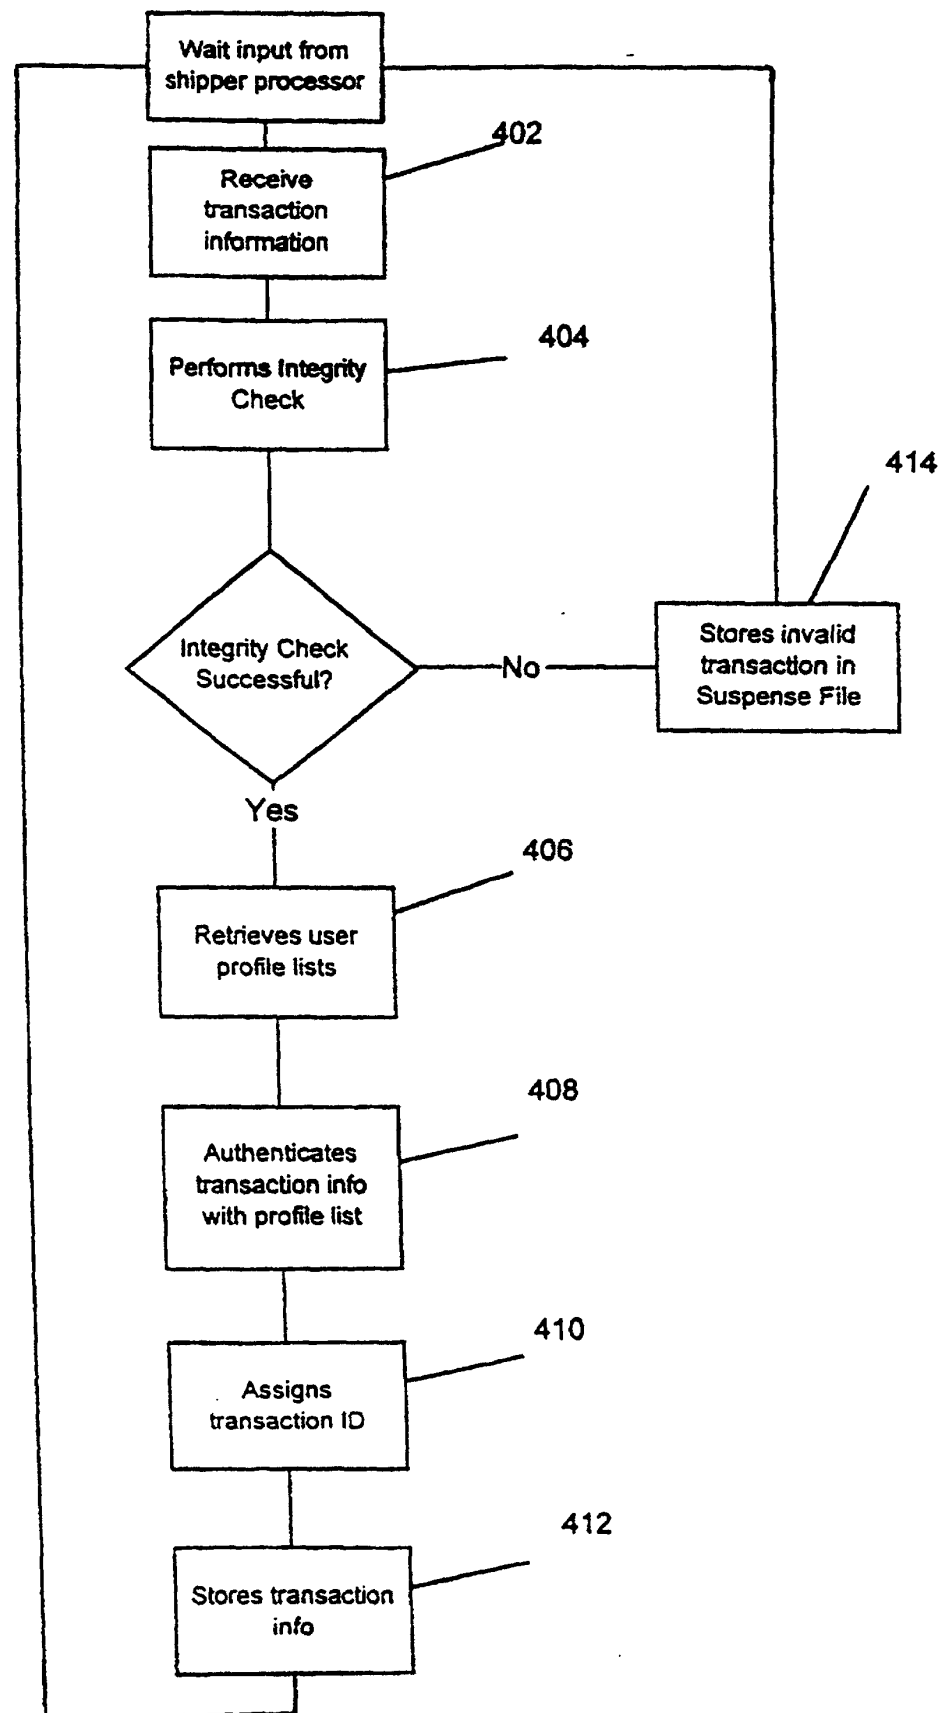 Wait input from
shipper processor
402
Receive
transaction
information
404
Performs Integrity
Check
414
Integrity Check
Successful?
No
Stores invalid
transaction in
Suspense File
Yes
406
Retrieves user
profile lists
408
Authenticates
transaction info
with profile list
410
Assigns
transaction ID
412
Stores transaction
info